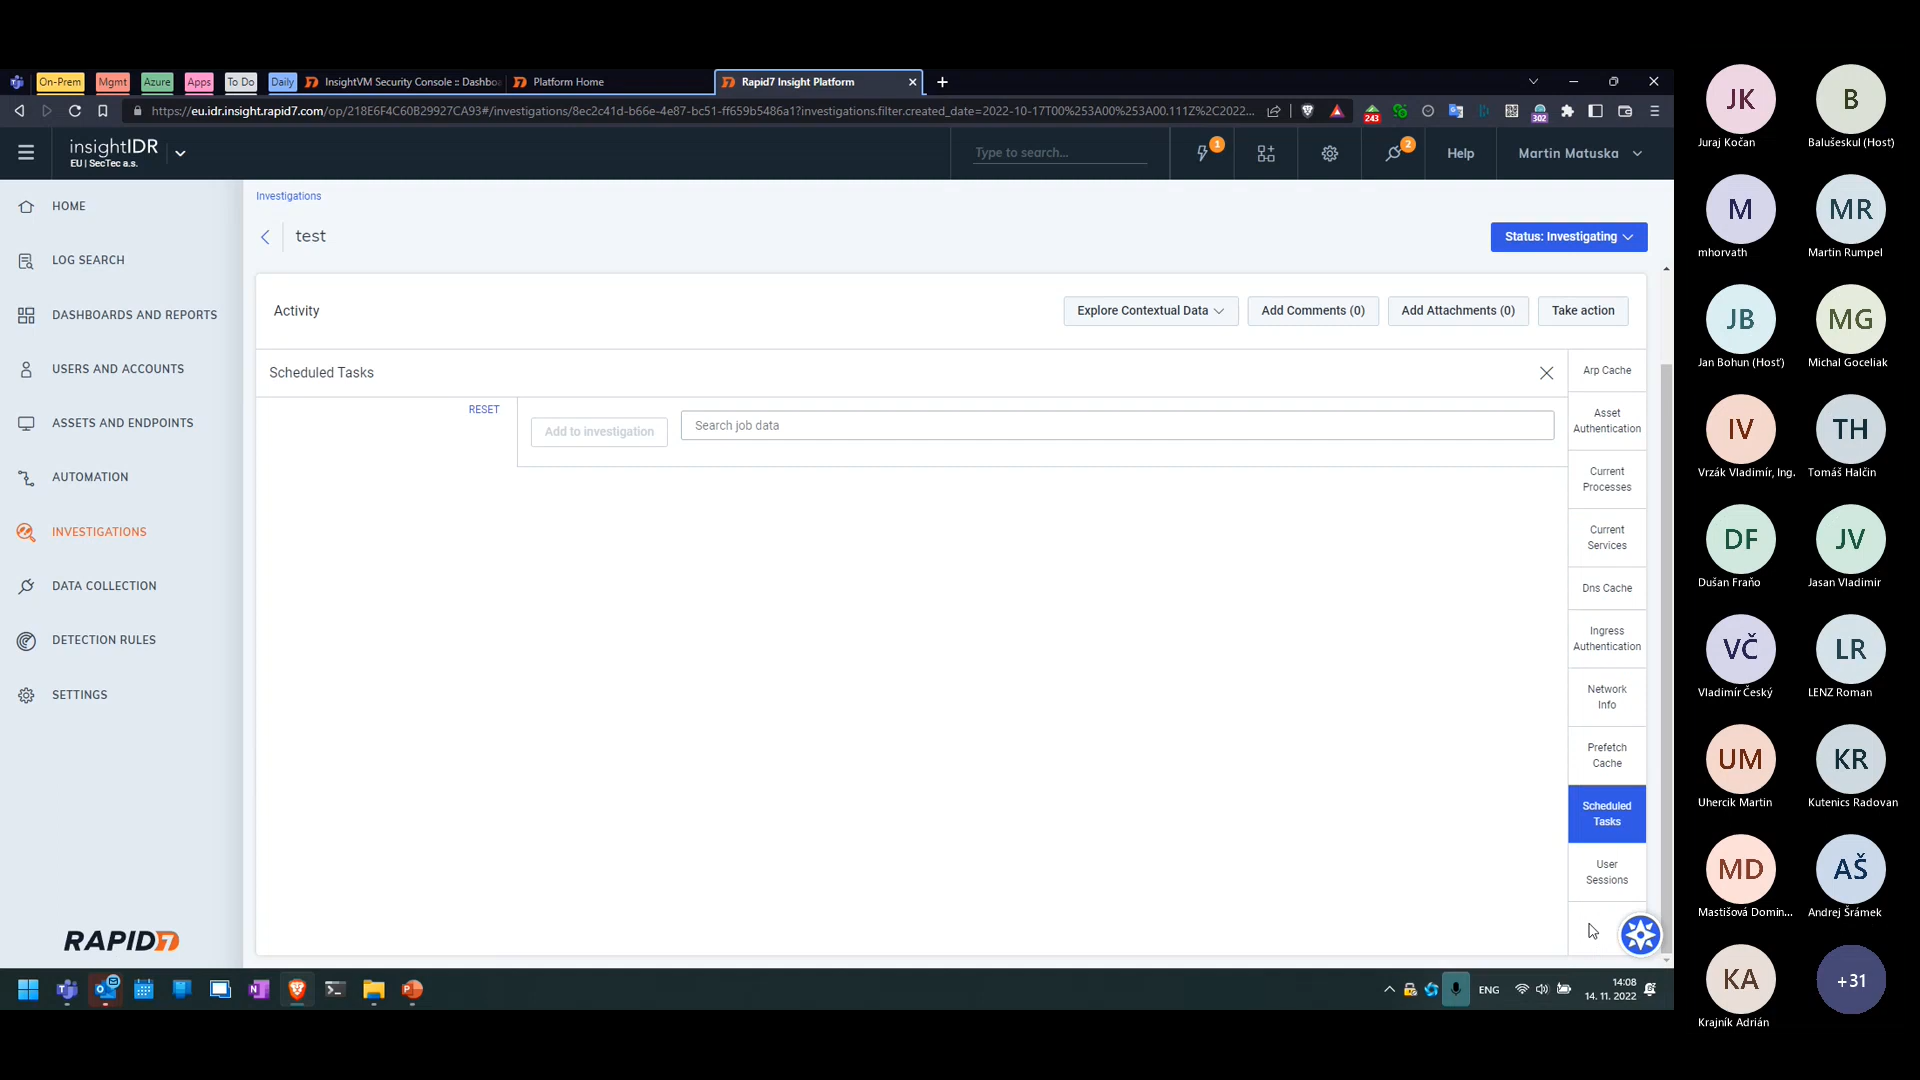 On-Prem
Mgmt
Azure
Apps
To Do
Daily
InsightVM Security Console :: Dashbo
Platform Home
Rapid7 Insight Platform
https://eu.idr.insight.rapid7.com/op/218E6F4C60B29927CA93#/investigations/8ec2c41d-b66e-4e87-bc51-ff659b5486a1?investigations.filter.created_date=2022-10-17T00%253A00%253A00.111Z%2C2022...
243
302
insightIDR
EU | SecTec a.s.
Type to search...
1
2
Help
Martin Matuska
HOME
LOG SEARCH
DASHBOARDS AND REPORTS
USERS AND ACCOUNTS
ASSETS AND ENDPOINTS
AUTOMATION
INVESTIGATIONS
DATA COLLECTION
DETECTION RULES
SETTINGS
RAPID7
Investigations
test
Status: Investigating
Activity
Explore Contextual Data
Add Comments (0)
Add Attachments (0)
Take action
Scheduled Tasks
RESET
Add to investigation
Search job data
Arp Cache
Asset
Authentication
Current
Processes
Current
Services
Dns Cache
Ingress
Authentication
Network
Info
Prefetch
Cache
Scheduled
Tasks
User
Sessions
ENG
14:08
14. 11. 2022
JK
Juraj Kočan
B
Balušeskul (Hosť)
M
mhorvath
MR
Martin Rumpel
JB
Jan Bohun (Hosť)
MG
Michal Goceliak
IV
Vrzák Vladimír, Ing.
TH
Tomáš Halčin
DF
Dušan Fraňo
JV
Jasan Vladimir
VČ
Vladimír Český
LR
LENZ Roman
UM
Uhercik Martin
KR
Kutenics Radovan
MD
Mastišová Domin...
AŠ
Andrej Šrámek
KA
Krajník Adrián
+31